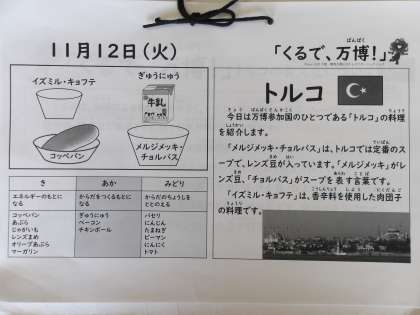 11月12日(火)
イズミル・キョフテ
ぎゅうにゅう
牛乳
コッペパン
メルジメッキ・
チョルバス
き
あか
みどり
エネルギーのもとに
なる
からだをつくるもとに
なる
からだのちょうしを
ととのえる
コッペパン
あぶら
じゃがいも
レンズまめ
オリーブあぶら
マーガリン
ぎゅうにゅう
ベーコン
チキンボール
パセリ
にんじん
たまねぎ
ピーマン
にんにく
トマト
「くるで、万博!」
ばんぱく
トルコ
今日は万博参加国のひとつである「トルコ」の料理
を紹介します。
「メルジメッキ・チョルバス」は、トルコでは定番のスー
プで、レンズ豆が入っています。「メルジメッキ」がレ
ンズ豆、「チョルバス」がスープを表す言葉です。
「イズミル・キョフテ」は、香辛料を使用した肉団子
の料理です。